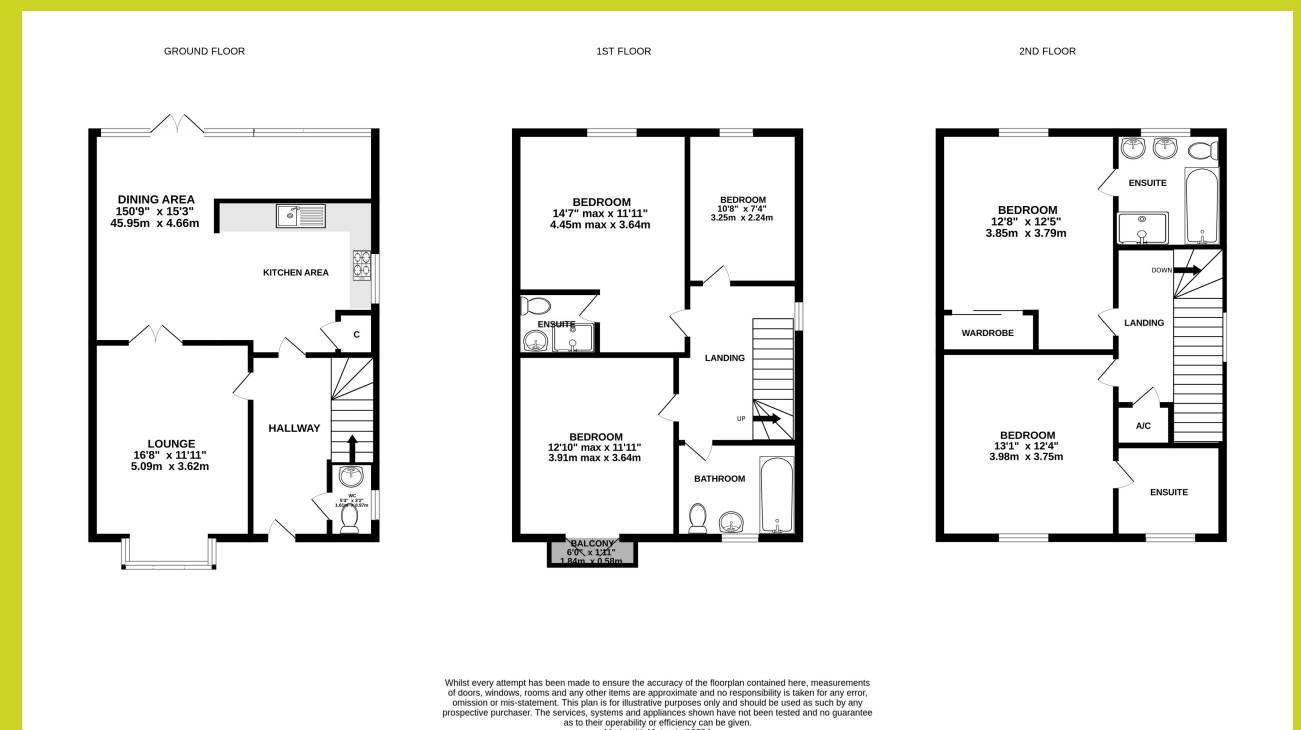 GROUND FLOOR
1ST FLOOR
2ND FLOOR
DINING AREA
150'9" x 15'3"
45.95m x 4.66m
KITCHEN AREA
C
LOUNGE
16'8" x 11'11"
5.09m x 3.62m
HALLWAY
WC
5'3" x 3'2"
1.61m x 0.97m
BEDROOM
14'7" max x 11'11"
4.45m max x 3.64m
BEDROOM
10'8" x 7'4"
3.25m x 2.24m
ENSUITE
LANDING
UP
BEDROOM
12'10" max x 11'11"
3.91m max x 3.64m
BATHROOM
BALCONY
6'0" x 1'11"
1.84m x 0.58m
BEDROOM
12'8" x 12'5"
3.85m x 3.79m
ENSUITE
DOWN
LANDING
WARDROBE
A/C
BEDROOM
13'1" x 12'4"
3.98m x 3.75m
ENSUITE
Whilst every attempt has been made to ensure the accuracy of the floorplan contained here, measurements
of doors, windows, rooms and any other items are approximate and no responsibility is taken for any error,
omission or mis-statement. This plan is for illustrative purposes only and should be used as such by any
prospective purchaser. The services, systems and appliances shown have not been tested and no guarantee
as to their operability or efficiency can be given.